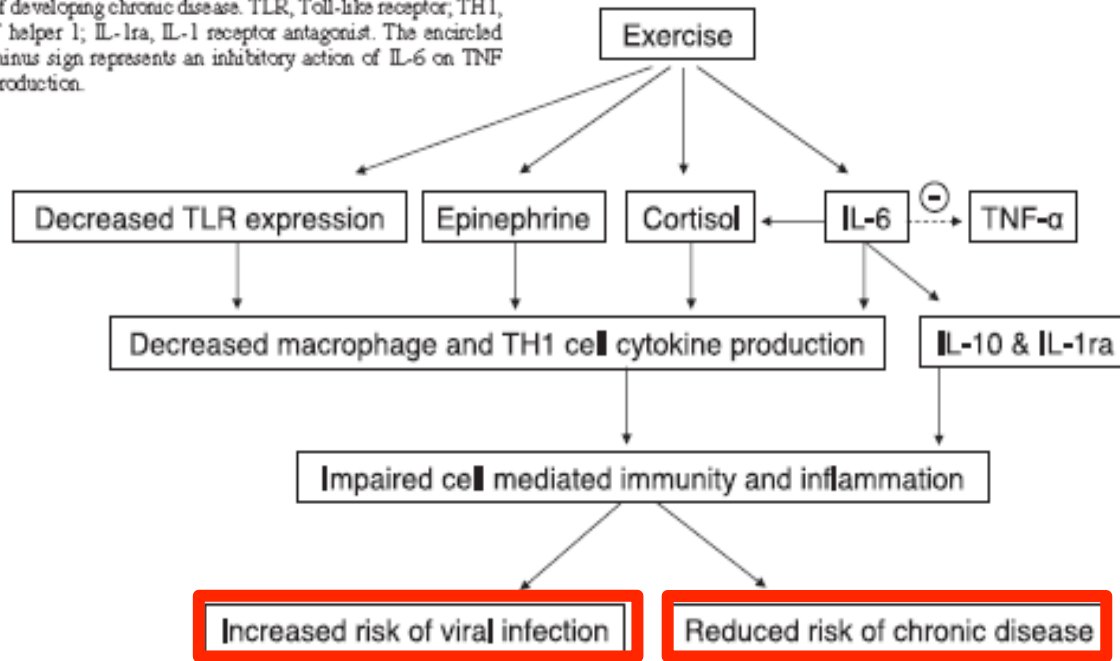 f developing chronic disease. TLR, Toll-like receptor; TH1,
helper 1; IL-1ra, IL-1 receptor antagonist. The encircled
inus sign represents an inhibitory action of IL-6 on TNF
roduction.
Exercise
Decreased TLR expression
Epinephrine
Cortisol
IL-6
-
TNF-α
Decreased macrophage and TH1 cell cytokine production
IL-10 & IL-1ra
Impaired cell mediated immunity and inflammation
Increased risk of viral infection
Reduced risk of chronic disease